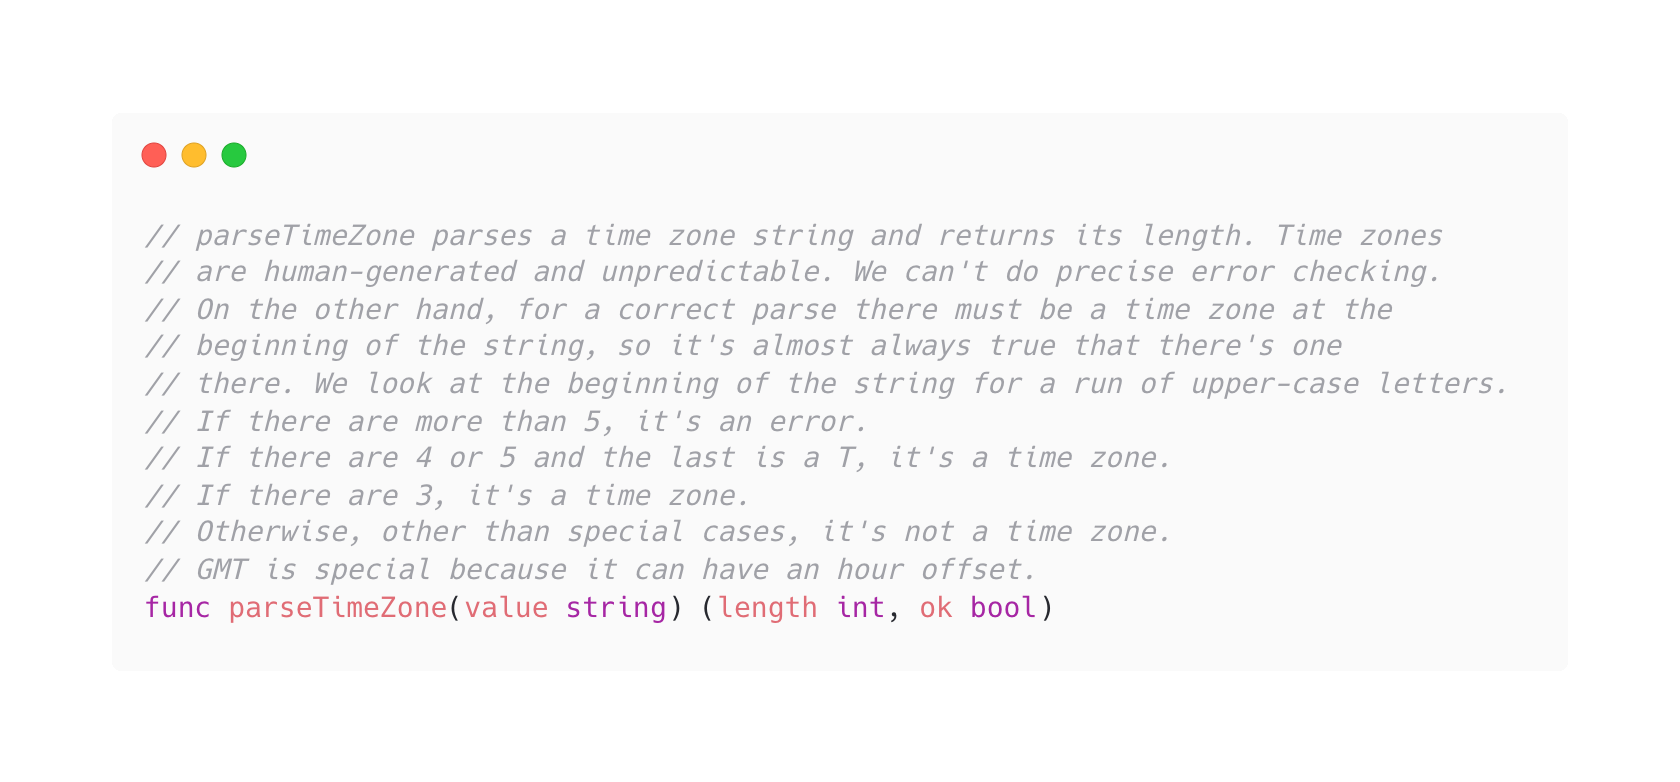 // parseTimeZone parses a time zone string and returns its length. Time zones
// are human-generated and unpredictable. We can't do precise error checking.
// On the other hand, for a correct parse there must be a time zone at the
// beginning of the string, so it's almost always true that there's one
// there. We look at the beginning of the string for a run of upper-case letters.
// If there are more than 5, it's an error.
// If there are 4 or 5 and the last is a T, it's a time zone.
// If there are 3, it's a time zone.
// Otherwise, other than special cases, it's not a time zone.
// GMT is special because it can have an hour offset.
func parseTimeZone(value string) (length int, ok bool)